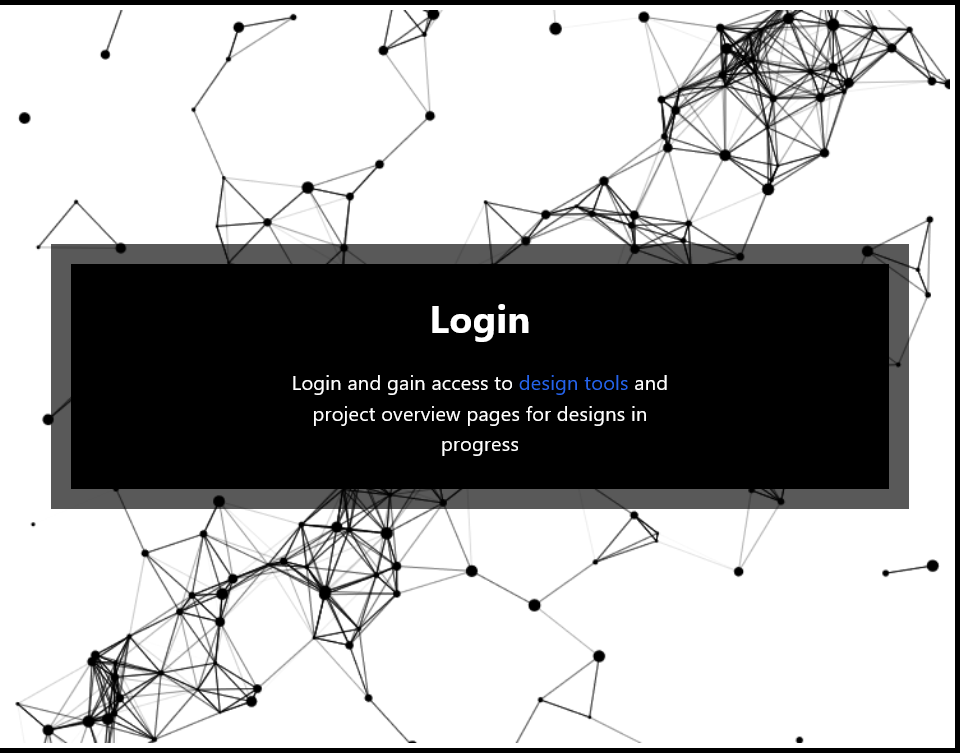 Login
Login and gain access to design tools and
project overview pages for designs in
progress